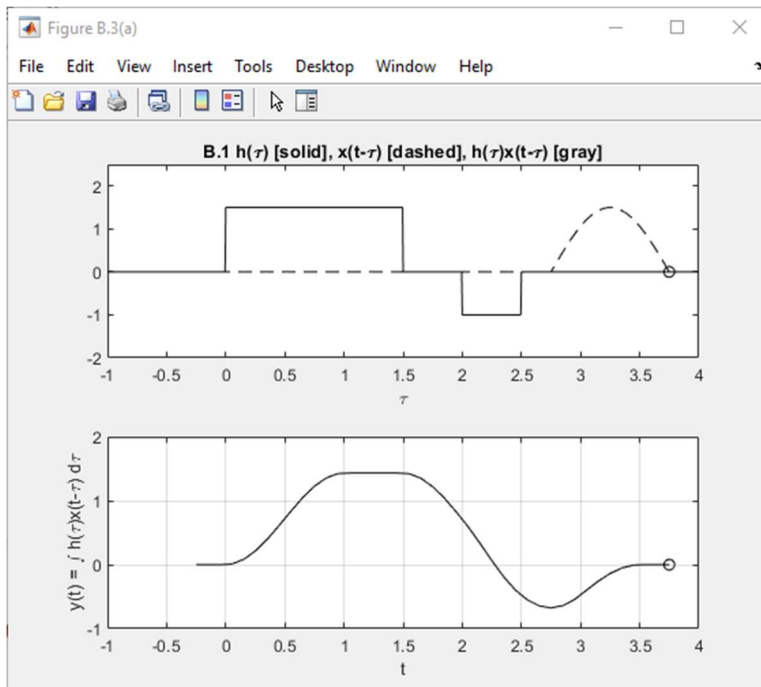 Figure B.3(a)
File Edit View Insert Tools Desktop Window Help
B.1 h(τ) [solid], x(t-τ) [dashed], h(τ)x(t-τ) [gray]
2
1
0
-1
-2
-1 -0.5 0 0.5 1 1.5 2 2.5 3 3.5 4
τ
y(t) = ∫ h(τ)x(t-τ) dτ
2
1
0
-1
-1 -0.5 0 0.5 1 1.5 2 2.5 3 3.5 4
t